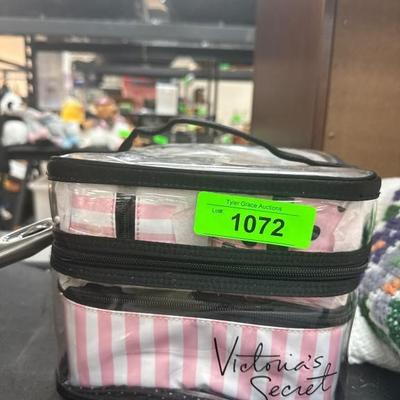 Tyler Grace Auctions
Lot#: 1072
Victoria's
Secret